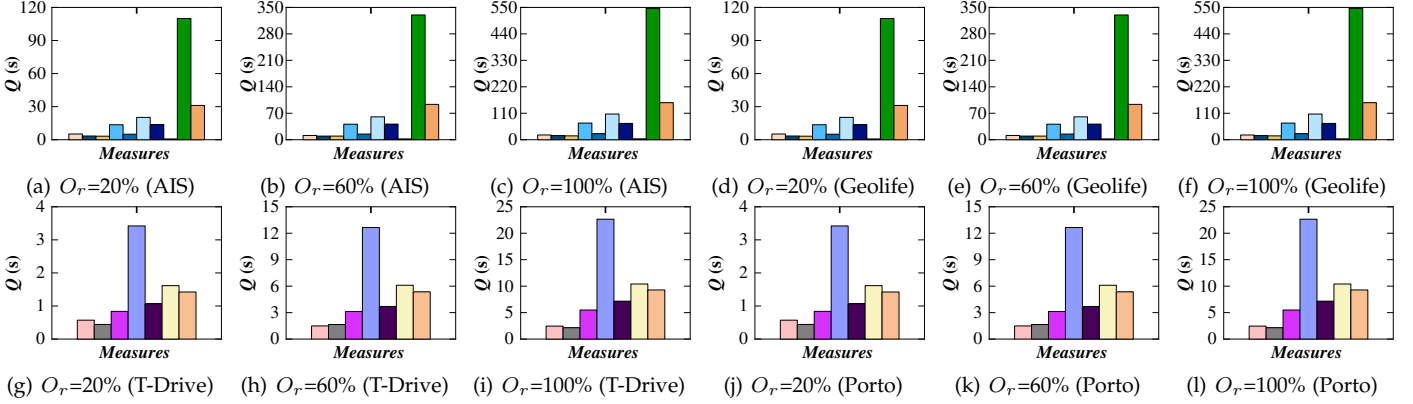 120
90
60
30
0
Q (s)
Measures
(a) Or=20% (AIS)
350
280
210
140
70
0
Q (s)
Measures
(b) Or=60% (AIS)
550
440
330
220
110
0
Q (s)
Measures
(c) Or=100% (AIS)
120
90
60
30
0
Q (s)
Measures
(d) Or=20% (Geolife)
350
280
210
140
70
0
Q (s)
Measures
(e) Or=60% (Geolife)
550
440
330
220
110
0
Q (s)
Measures
(f) Or=100% (Geolife)
4
3
2
1
0
Q (s)
Measures
(g) Or=20% (T-Drive)
15
12
9
6
3
0
Q (s)
Measures
(h) Or=60% (T-Drive)
25
20
15
10
5
0
Q (s)
Measures
(i) Or=100% (T-Drive)
4
3
2
1
0
Q (s)
Measures
(j) Or=20% (Porto)
15
12
9
6
3
0
Q (s)
Measures
(k) Or=60% (Porto)
25
20
15
10
5
0
Q (s)
Measures
(l) Or=100% (Porto)